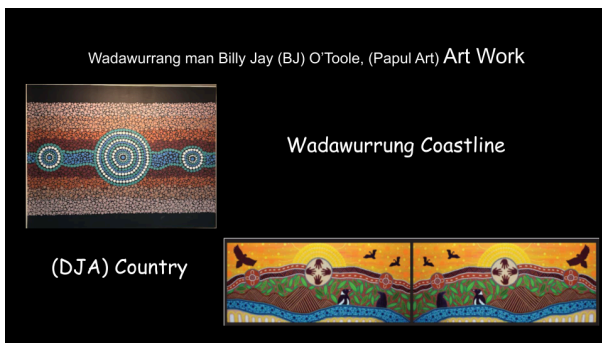 Wadawurrang man Billy Jay (BJ) O'Toole, (Papul Art) Art Work
Wadawurrung Coastline
(DJA) Country